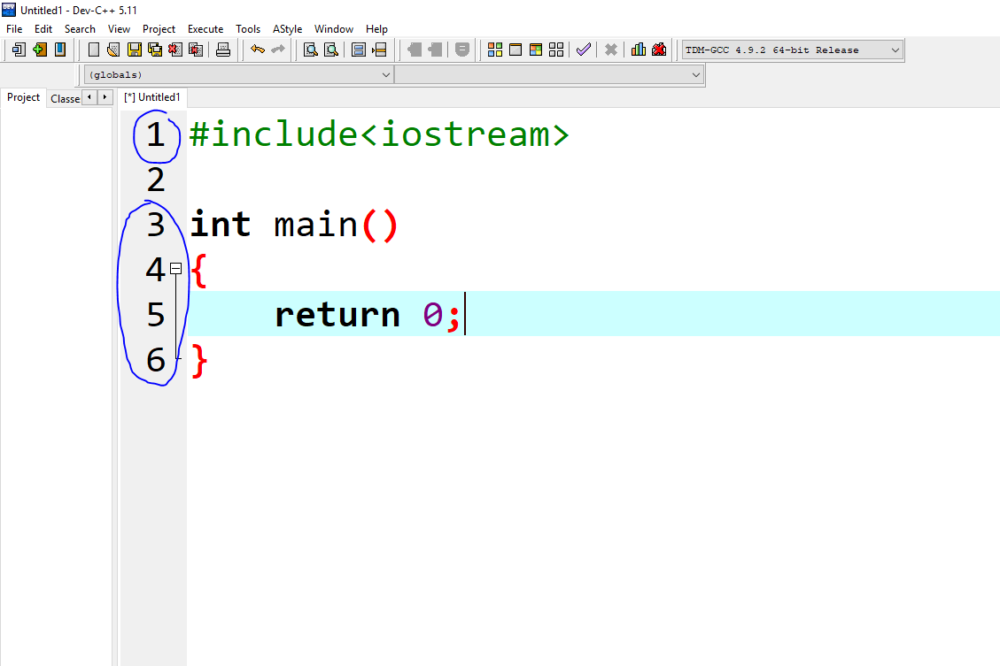 Untitled1 - Dev-C++ 5.11
File Edit Search View Project Execute Tools AStyle Window Help
TDM-GCC 4.9.2 64-bit Release
(globals)
Project Classe [*] Untitled1
1 #include<iostream>
2
3 int main()
4 {
5 return 0;
6 }